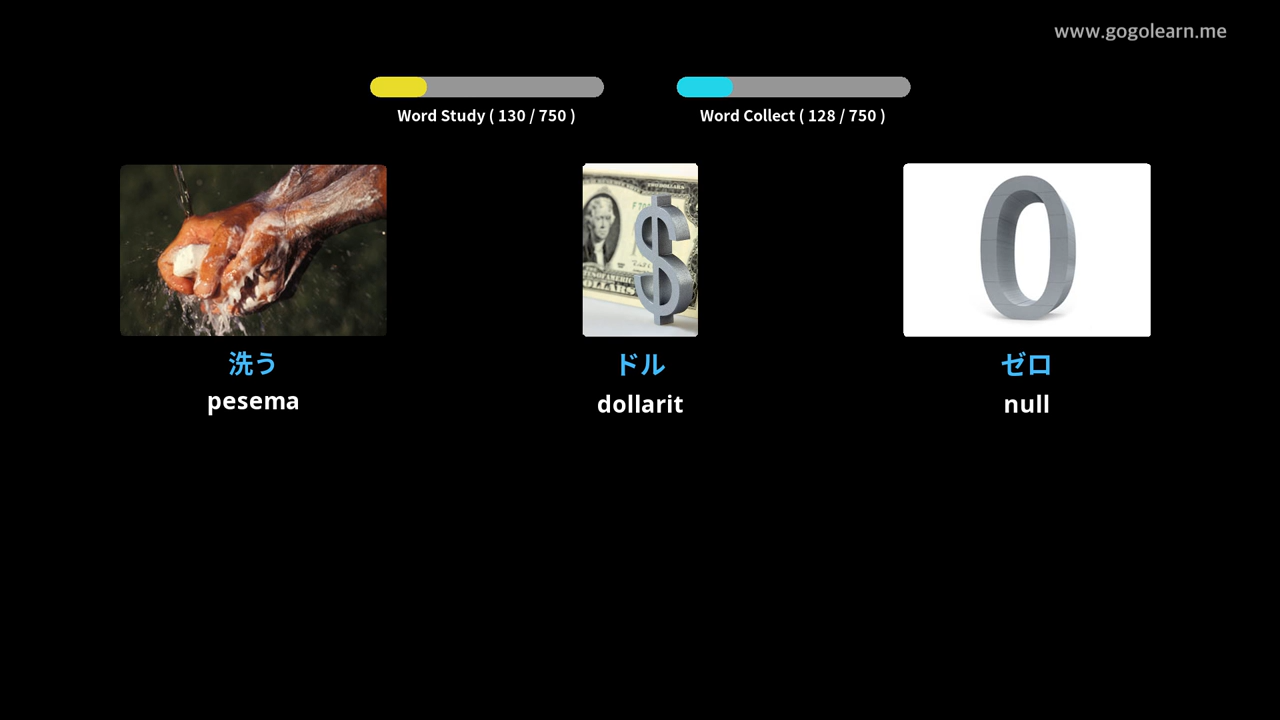 www.gogolearn.me
Word Study ( 130 / 750 )
Word Collect ( 128 / 750 )
洗う
ドル
ゼロ
pesema
dollarit
null